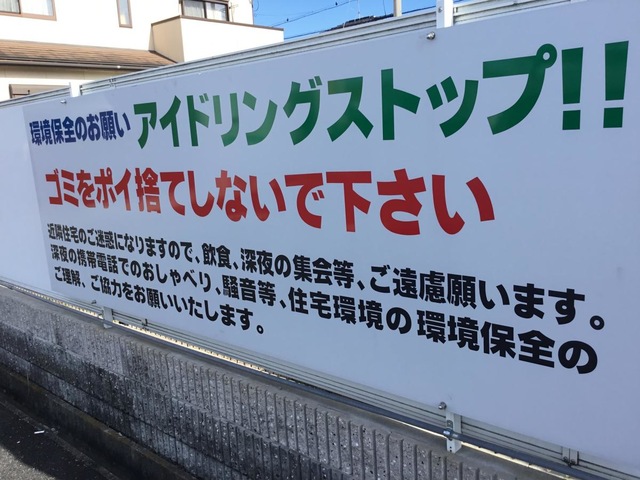 環境保全のお願い アイドリングストップ!!
ゴミをポイ捨てしないで下さい
近隣住宅のご迷惑になりますので、飲食、深夜の集会等、ご遠慮願います。
深夜の携帯電話でのおしゃべり、騒音等、住宅環境の環境保全の
ご理解、ご協力をお願いいたします。